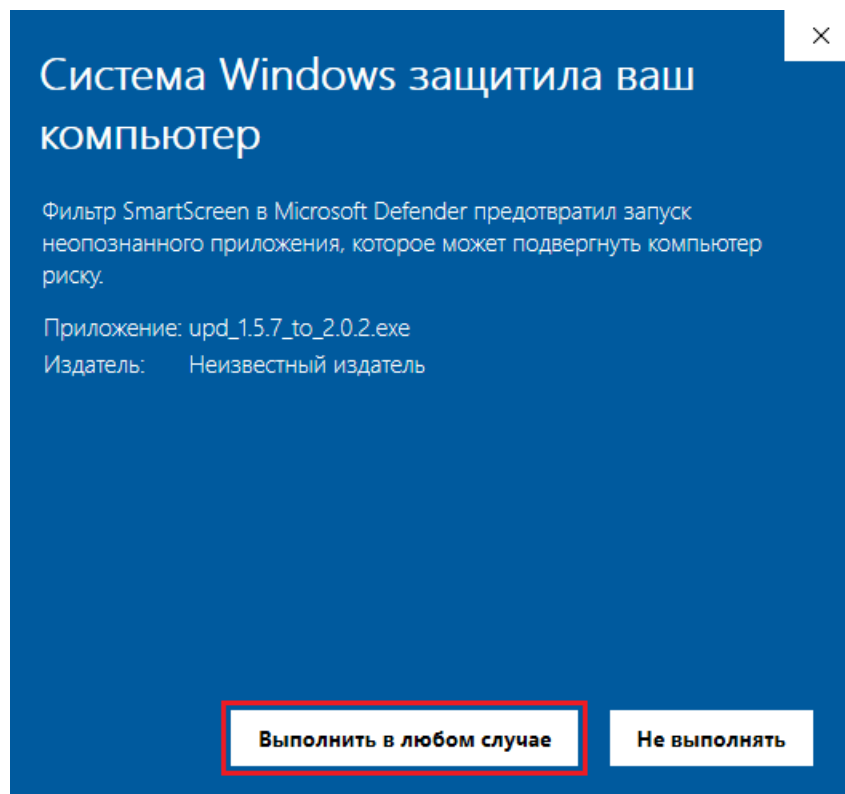 Система Windows защитила ваш
компьютер
Фильтр SmartScreen в Microsoft Defender предотвратил запуск
неопознанного приложения, которое может подвергнуть компьютер
риску.
Приложение: upd_1.5.7_to_2.0.2.exe
Издатель: Неизвестный издатель
Выполнить в любом случае Не выполнять